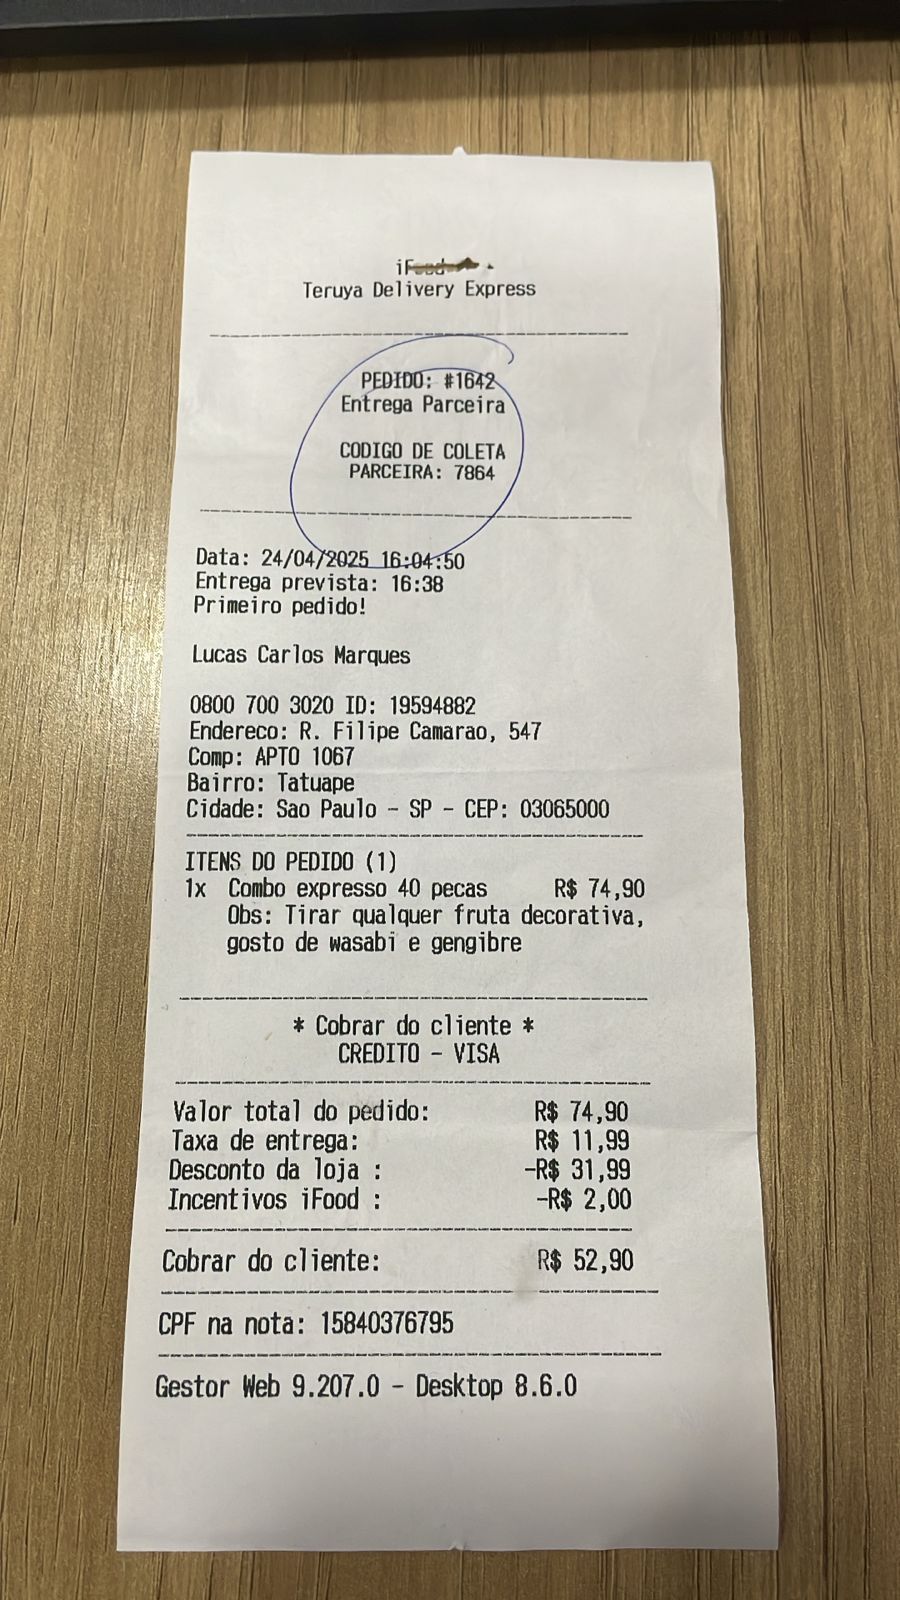 iFood
Teruya Delivery Express
PEDIDO: #1642
Entrega Parceira
CODIGO DE COLETA
PARCEIRA: 7864
Data: 24/04/2025 16:04:50
Entrega prevista: 16:38
Primeiro pedido!
Lucas Carlos Marques
0800 700 3020 ID: 19594882
Endereco: R. Filipe Camarao, 547
Comp: APTO 1067
Bairro: Tatuape
Cidade: Sao Paulo - SP - CEP: 03065000
ITENS DO PEDIDO (1)
1x Combo expresso 40 pecas R$ 74,90
Obs: Tirar qualquer fruta decorativa,
gosto de wasabi e gengibre
* Cobrar do cliente *
CREDITO - VISA
Valor total do pedido: R$ 74,90
Taxa de entrega: R$ 11,99
Desconto da loja : -R$ 31,99
Incentivos iFood : -R$ 2,00
Cobrar do cliente: R$ 52,90
CPF na nota: 15840376795
Gestor Web 9.207.0 - Desktop 8.6.0